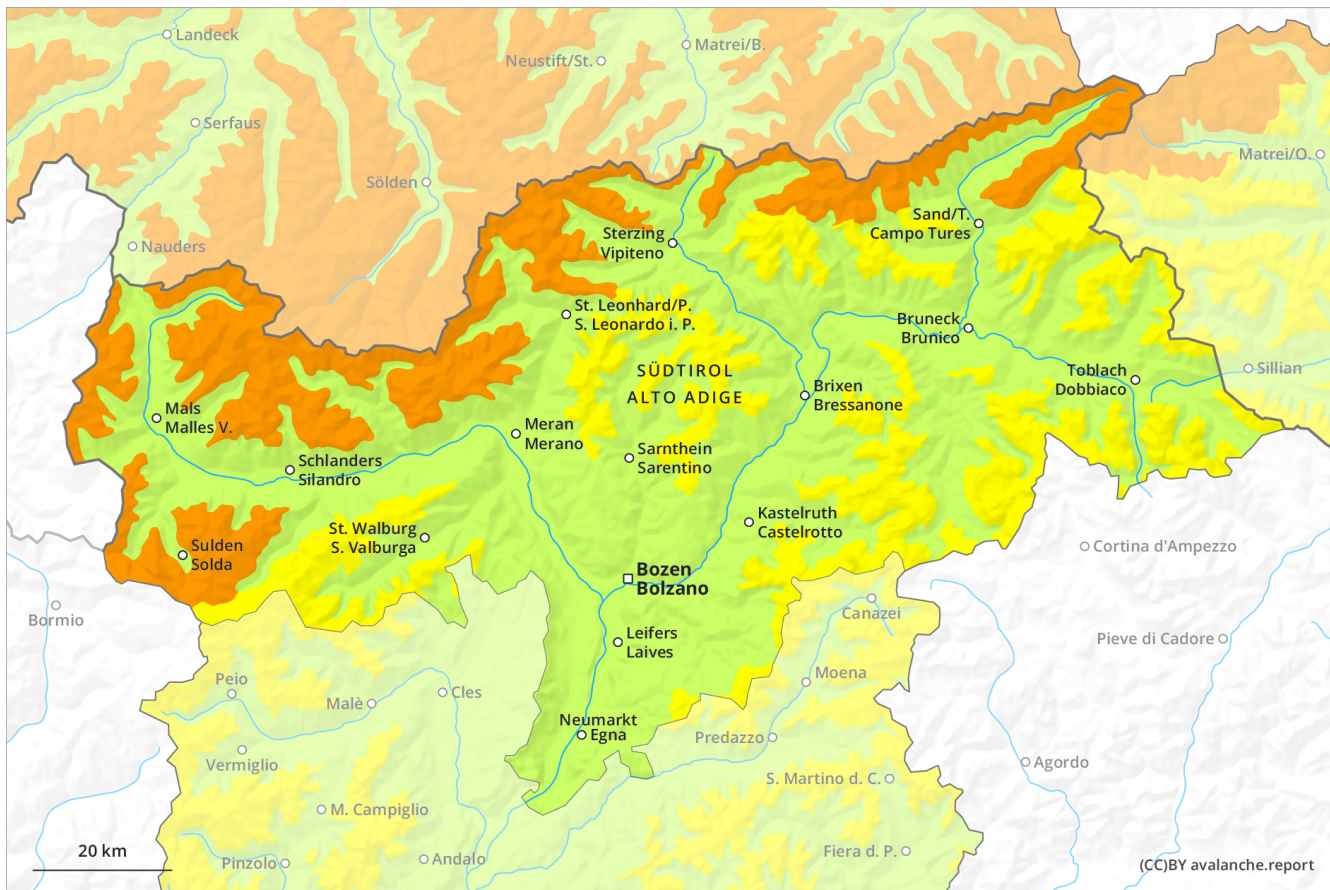 Landeck
Matrei/B.
Neustift/St.
Serfaus
Matrei/O.
Sölden
Sand/T.
Campo Tures
Sterzing
Vipiteno
Nauders
St. Leonhard/P.
S. Leonardo i. P.
Bruneck
Brunico
SÜDTIROL
ALTO ADIGE
Toblach
Dobbiaco
Sillian
Brixen
Bressanone
Mals
Malles V.
Meran
Merano
Sarnthein
Sarentino
Schlanders
Silandro
Kastelruth
Castelrotto
St. Walburg
S. Valburga
Sulden
Solda
Cortina d'Ampezzo
Bozen
Bolzano
Bormio
Canazei
Leifers
Laives
Pieve di Cadore
Peio
Moena
Malè
Cles
Neumarkt
Egna
Predazzo
Vermiglio
Agordo
S. Martino d. C.
M. Campiglio
20 km
Pinzolo
Andalo
Fiera d. P.
(CC)BY avalanche.report